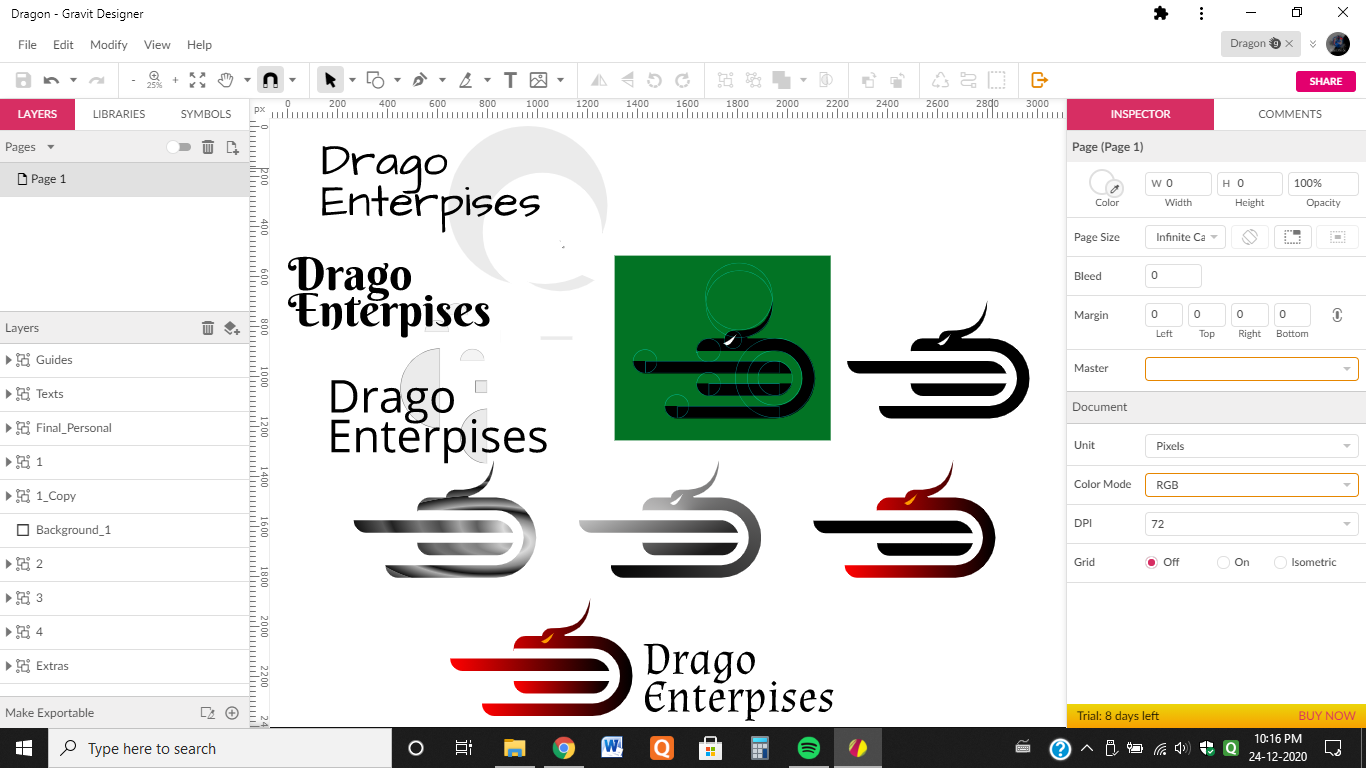 Dragon - Gravit Designer
File Edit Modify View Help
Dragon
- 25% +
SHARE
LAYERS LIBRARIES SYMBOLS
px 0 200 400 600 800 1000 1200 1400 1600 1800 2000 2200 2400 2600 2800 3000
INSPECTOR COMMENTS
Pages
Page 1
Layers
Guides
Texts
Final_Personal
1
1_Copy
Background_1
2
3
4
Extras
Make Exportable
0
200
400
600
800
1000
1200
1400
1600
1800
2000
2200
24
Drago
Enterpises
Drago
Enterpises
Drago
Enterpises
Drago
Enterpises
Page (Page 1)
W 0 H 0 100%
Color Width Height Opacity
Page Size Infinite Ca
Bleed 0
Margin 0 0 0 0
Left Top Right Bottom
Master
Document
Unit Pixels
Color Mode RGB
DPI 72
Grid Off On Isometric
Trial: 8 days left BUY NOW
Type here to search
10:16 PM
24-12-2020